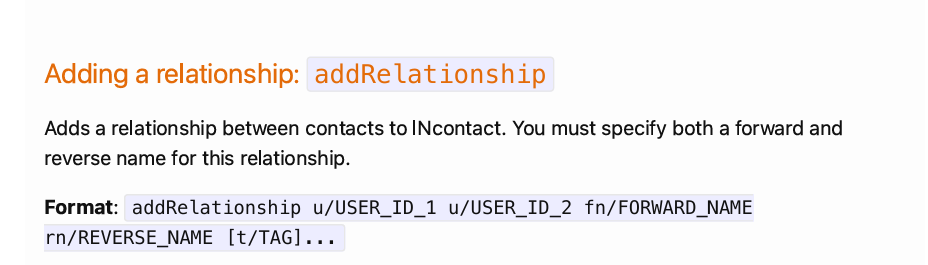 Adding a relationship: addRelationship
Adds a relationship between contacts to INcontact. You must specify both a forward and
reverse name for this relationship.
Format: addRelationship u/USER_ID_1 u/USER_ID_2 fn/FORWARD_NAME
rn/REVERSE_NAME [t/TAG]...